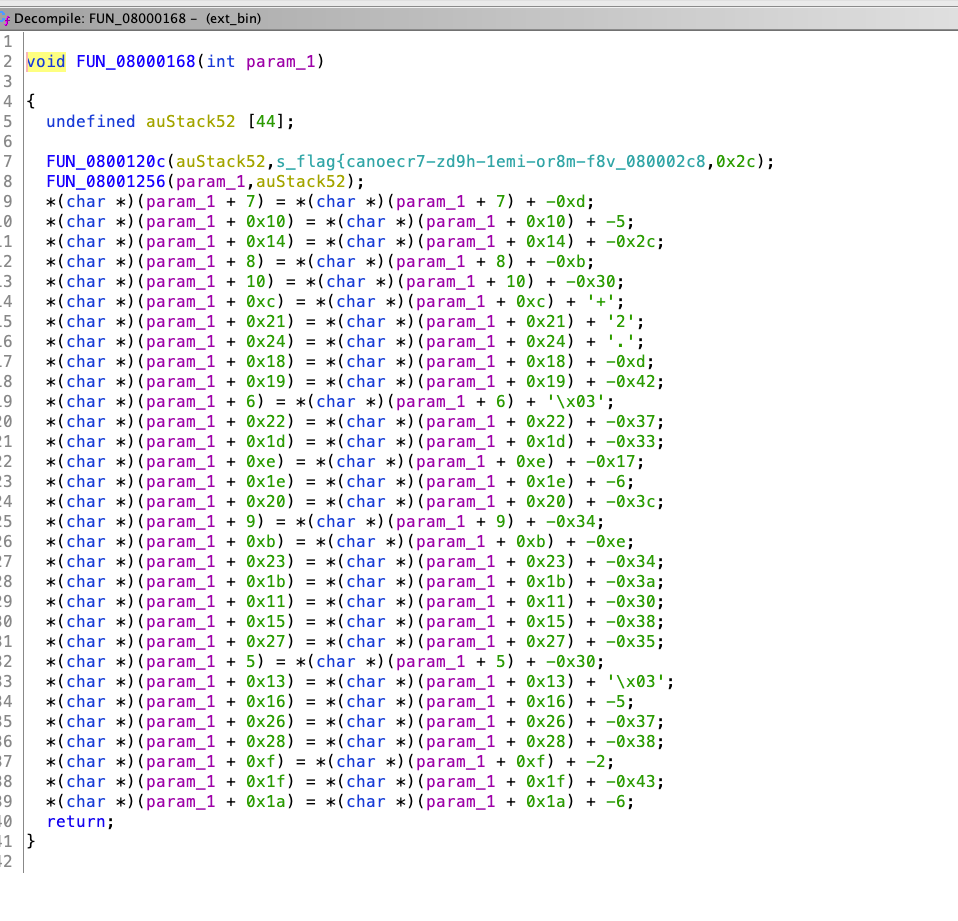 Decompile: FUN_08000168 – (ext_bin)
1
2 void FUN_08000168(int param_1)
3
4 {
5 undefined auStack52 [44];
6
7 FUN_0800120c(auStack52,s_flag{canoecr7-zd9h-1emi-or8m-f8v_080002c8,0x2c);
8 FUN_08001256(param_1,auStack52);
9 *(char *)(param_1 + 7) = *(char *)(param_1 + 7) + -0xd;
.0 *(char *)(param_1 + 0x10) = *(char *)(param_1 + 0x10) + -5;
.1 *(char *)(param_1 + 0x14) = *(char *)(param_1 + 0x14) + -0x2c;
.2 *(char *)(param_1 + 8) = *(char *)(param_1 + 8) + -0xb;
.3 *(char *)(param_1 + 10) = *(char *)(param_1 + 10) + -0x30;
.4 *(char *)(param_1 + 0xc) = *(char *)(param_1 + 0xc) + '+';
.5 *(char *)(param_1 + 0x21) = *(char *)(param_1 + 0x21) + '2';
.6 *(char *)(param_1 + 0x24) = *(char *)(param_1 + 0x24) + '.';
.7 *(char *)(param_1 + 0x18) = *(char *)(param_1 + 0x18) + -0xd;
.8 *(char *)(param_1 + 0x19) = *(char *)(param_1 + 0x19) + -0x42;
.9 *(char *)(param_1 + 6) = *(char *)(param_1 + 6) + '\x03';
20 *(char *)(param_1 + 0x22) = *(char *)(param_1 + 0x22) + -0x37;
21 *(char *)(param_1 + 0x1d) = *(char *)(param_1 + 0x1d) + -0x33;
22 *(char *)(param_1 + 0xe) = *(char *)(param_1 + 0xe) + -0x17;
23 *(char *)(param_1 + 0x1e) = *(char *)(param_1 + 0x1e) + -6;
24 *(char *)(param_1 + 0x20) = *(char *)(param_1 + 0x20) + -0x3c;
25 *(char *)(param_1 + 9) = *(char *)(param_1 + 9) + -0x34;
26 *(char *)(param_1 + 0xb) = *(char *)(param_1 + 0xb) + -0xe;
27 *(char *)(param_1 + 0x23) = *(char *)(param_1 + 0x23) + -0x34;
28 *(char *)(param_1 + 0x1b) = *(char *)(param_1 + 0x1b) + -0x3a;
29 *(char *)(param_1 + 0x11) = *(char *)(param_1 + 0x11) + -0x30;
30 *(char *)(param_1 + 0x15) = *(char *)(param_1 + 0x15) + -0x38;
31 *(char *)(param_1 + 0x27) = *(char *)(param_1 + 0x27) + -0x35;
32 *(char *)(param_1 + 5) = *(char *)(param_1 + 5) + -0x30;
33 *(char *)(param_1 + 0x13) = *(char *)(param_1 + 0x13) + '\x03';
34 *(char *)(param_1 + 0x16) = *(char *)(param_1 + 0x16) + -5;
35 *(char *)(param_1 + 0x26) = *(char *)(param_1 + 0x26) + -0x37;
36 *(char *)(param_1 + 0x28) = *(char *)(param_1 + 0x28) + -0x38;
37 *(char *)(param_1 + 0xf) = *(char *)(param_1 + 0xf) + -2;
38 *(char *)(param_1 + 0x1f) = *(char *)(param_1 + 0x1f) + -0x43;
39 *(char *)(param_1 + 0x1a) = *(char *)(param_1 + 0x1a) + -6;
40 return;
41 }
42